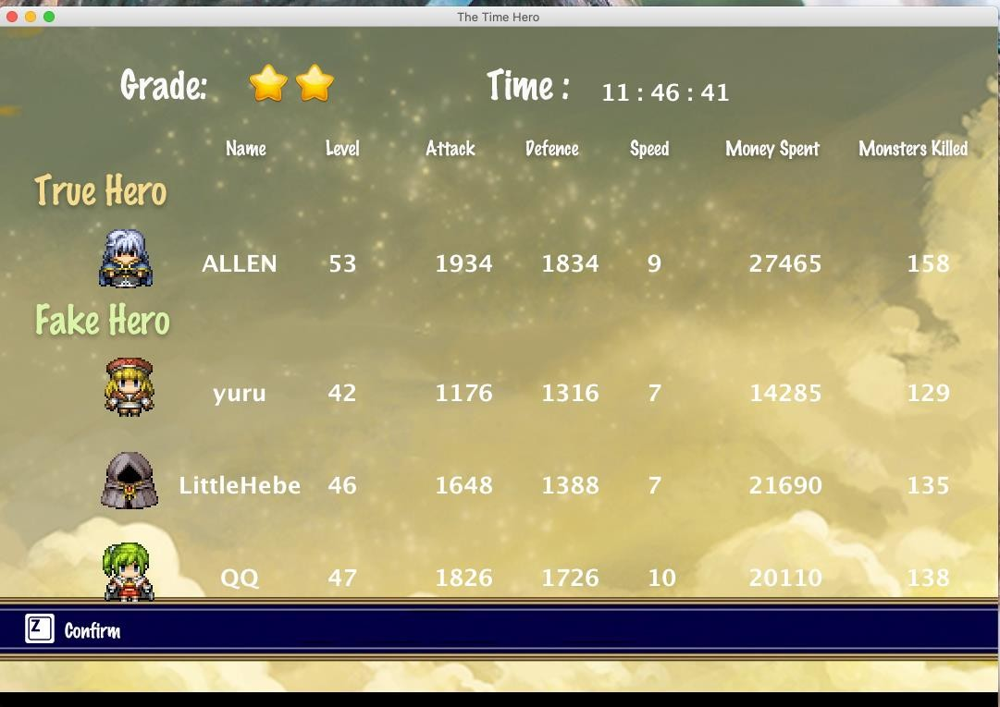 The Time Hero
Grade: Time : 11 : 46 : 41
Name Level Attack Defence Speed Money Spent Monsters Killed
True Hero
ALLEN 53 1934 1834 9 27465 158
Fake Hero
yuru 42 1176 1316 7 14285 129
LittleHebe 46 1648 1388 7 21690 135
QQ 47 1826 1726 10 20110 138
Z Confirm